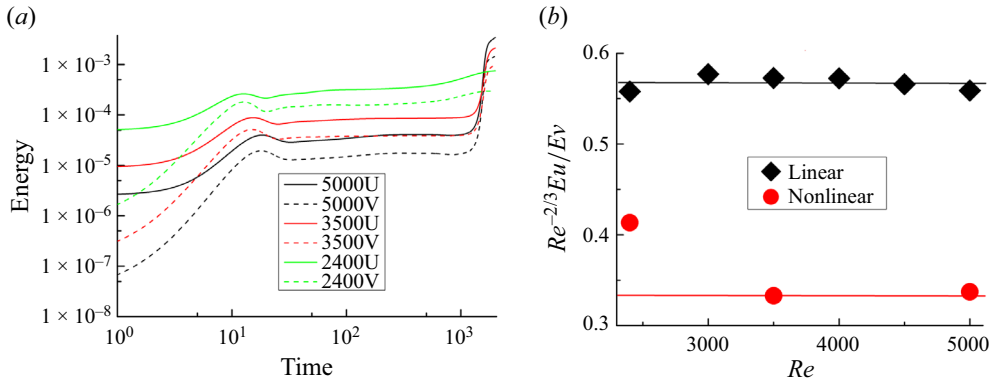 (a)
1 × 10⁻³
1 × 10⁻⁴
1 × 10⁻⁵
1 × 10⁻⁶
1 × 10⁻⁷
1 × 10⁻⁸
Energy
5000U
5000V
3500U
3500V
2400U
2400V
10⁰ 10¹ 10² 10³
Time
(b)
0.6
0.5
0.4
0.3
Re⁻²/³Eu/Ev
Linear
Nonlinear
3000 4000 5000
Re